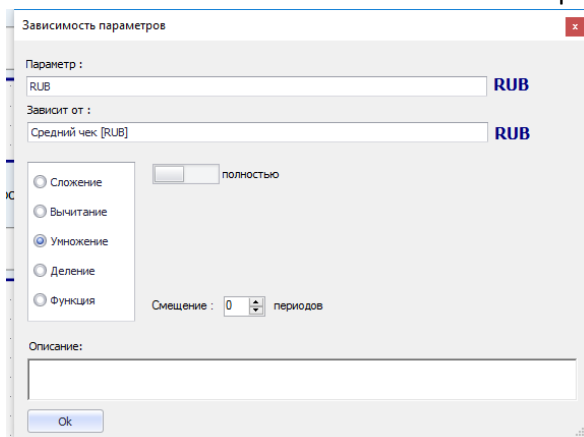 Зависимость параметров
x
Параметр :
RUB RUB
Зависит от :
Средний чек [RUB] RUB
Сложение полностью
Вычитание
Умножение
Деление
Функция Смещение : 0 периодов
Описание:
Ok